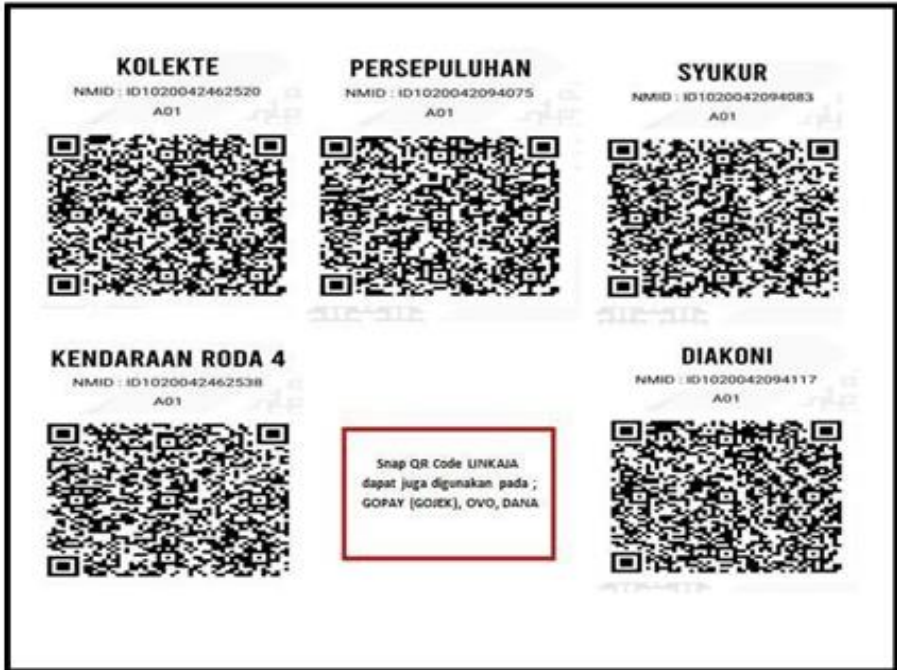 KOLEKTE
NMID : ID1020042462520
A01
PERSEPULUHAN
NMID : ID1020042094075
A01
SYUKUR
NMID : ID1020042094083
A01
KENDARAAN RODA 4
NMID : ID1020042462538
A01
Snap QR Code LINKAJA
dapat juga digunakan pada ;
GOPAY (GOJEK), OVO, DANA
DIAKONI
NMID : ID1020042094117
A01